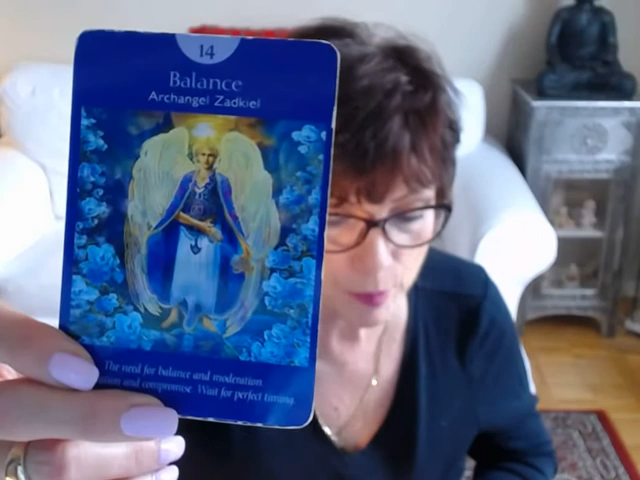 14
Balance
Archangel Zadkiel
The need for balance and moderation
and compromise. Wait for perfect timing.